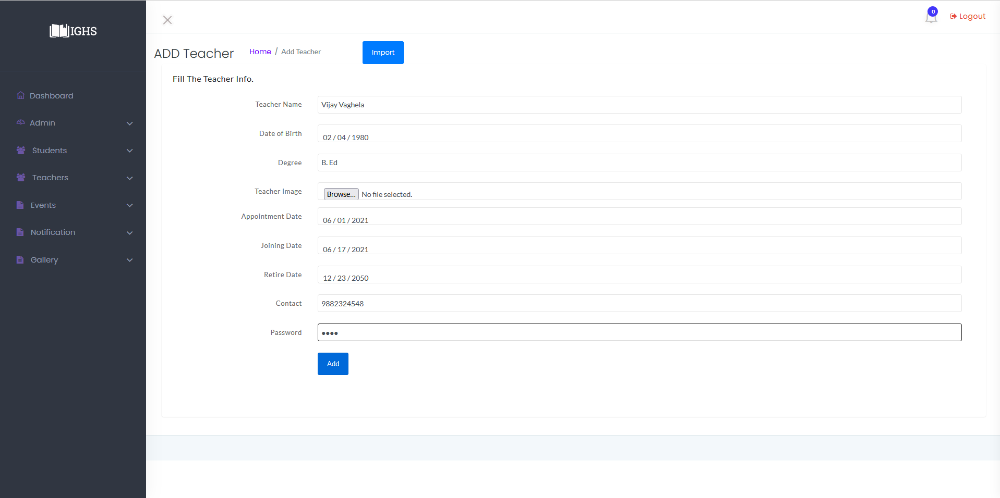 IGHS
0
Logout
ADD Teacher
Home / Add Teacher
Import
Dashboard
Admin
Students
Teachers
Events
Notification
Gallery
Fill The Teacher Info.
Teacher Name Vijay Vaghela
Date of Birth 02 / 04 / 1980
Degree B. Ed
Teacher Image Browse... No file selected.
Appointment Date 06 / 01 / 2021
Joining Date 06 / 17 / 2021
Retire Date 12 / 23 / 2050
Contact 9882324548
Password ●●●●
Add